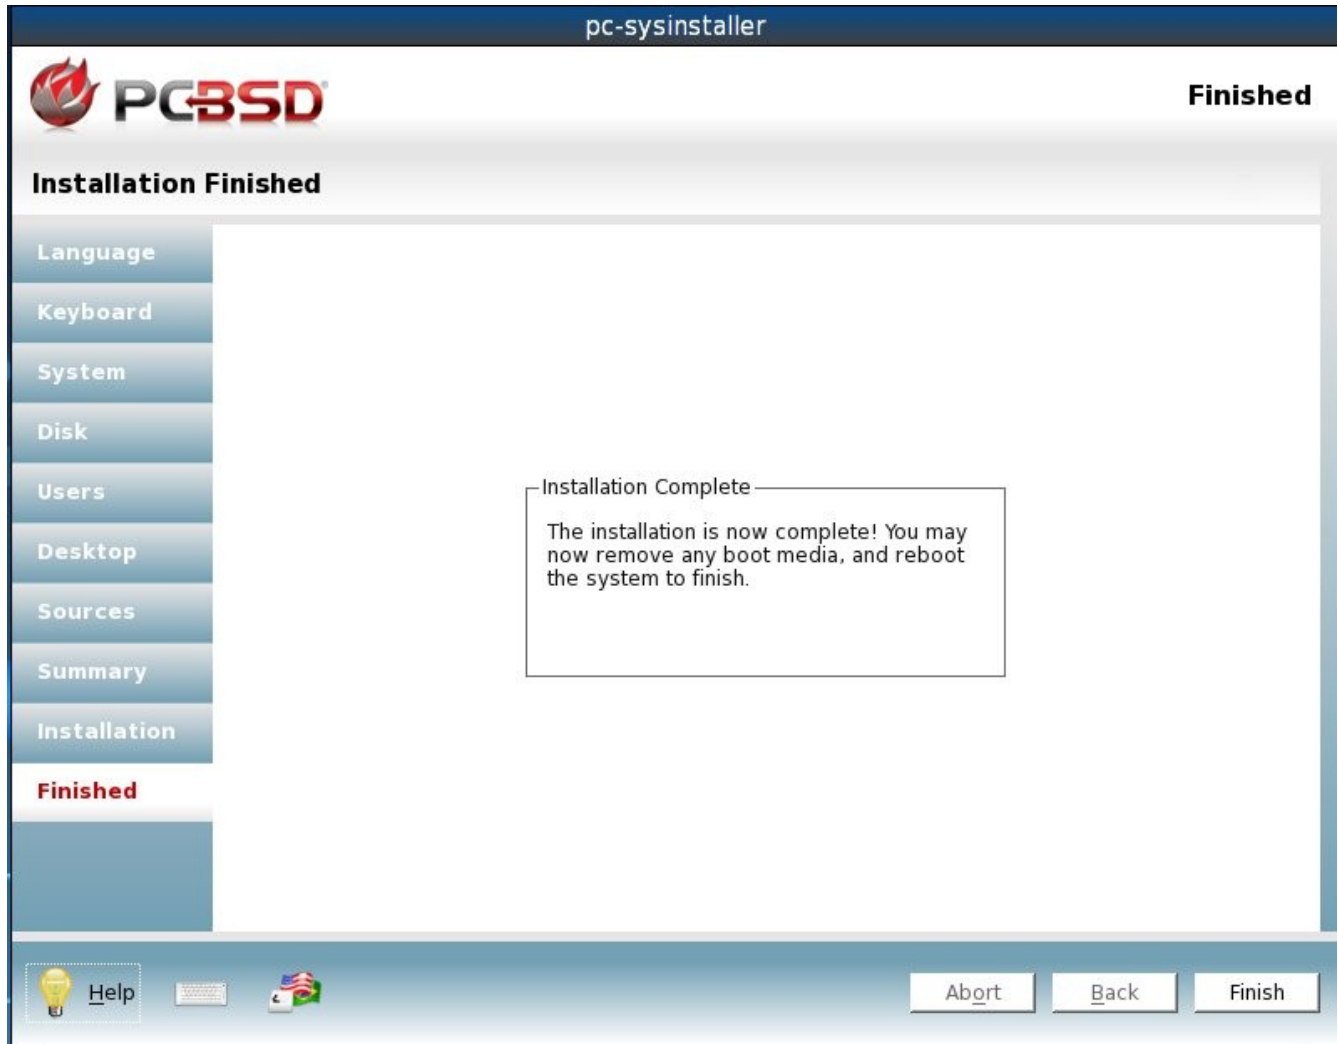 pc-sysinstaller
PCBSD
Finished
Installation Finished
Language
Keyboard
System
Disk
Users
Desktop
Sources
Summary
Installation
Finished
Installation Complete
The installation is now complete! You may
now remove any boot media, and reboot
the system to finish.
Help
Abort
Back
Finish